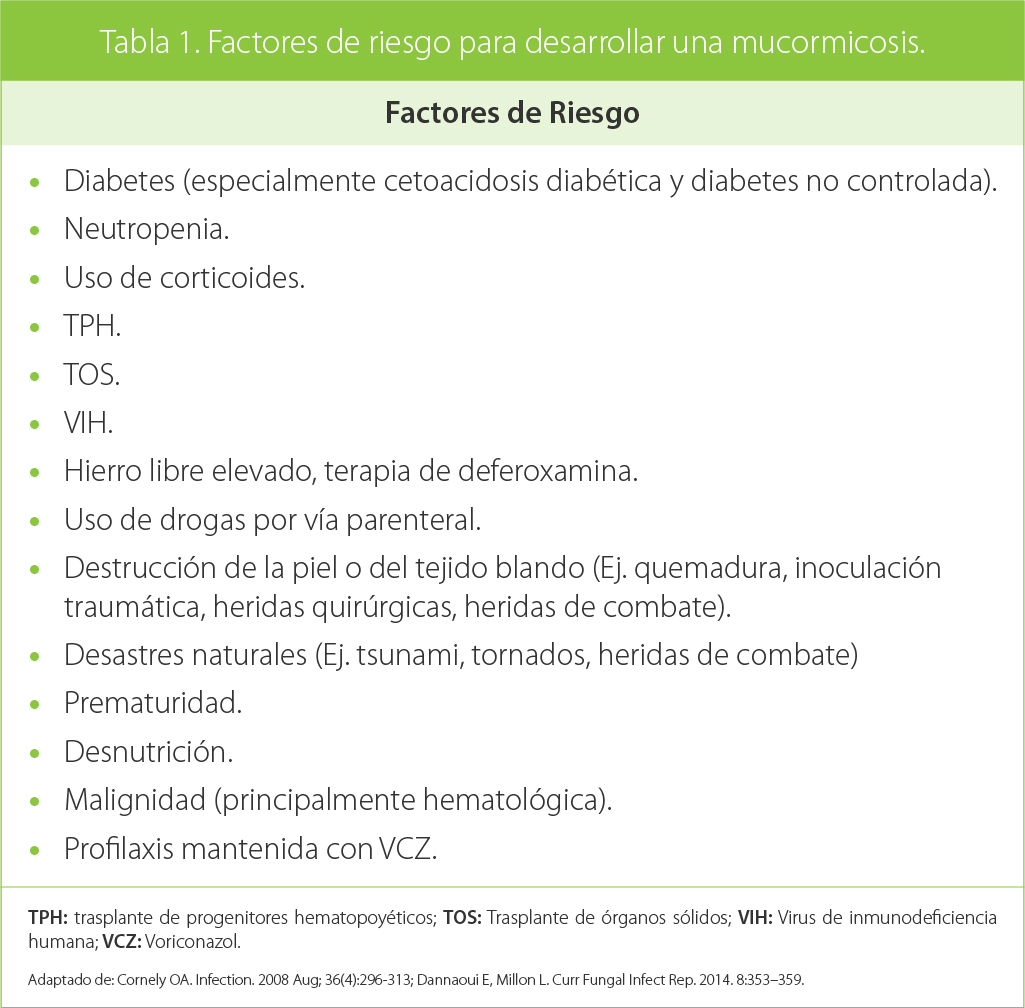 Tabla 1. Factores de riesgo para desarrollar una mucormicosis.
Factores de Riesgo
• Diabetes (especialmente cetoacidosis diabética y diabetes no controlada).
• Neutropenia.
• Uso de corticoides.
• TPH.
• TOS.
• VIH.
• Hierro libre elevado, terapia de deferoxamina.
• Uso de drogas por vía parenteral.
• Destrucción de la piel o del tejido blando (Ej. quemadura, inoculación
traumática, heridas quirúrgicas, heridas de combate).
• Desastres naturales (Ej. tsunami, tornados, heridas de combate)
• Prematuridad.
• Desnutrición.
• Malignidad (principalmente hematológica).
• Profilaxis mantenida con VCZ.
TPH: trasplante de progenitores hematopoyéticos; TOS: Trasplante de órganos sólidos; VIH: Virus de inmunodeficiencia
humana; VCZ: Voriconazol.
Adaptado de: Cornely OA. Infection. 2008 Aug; 36(4):296-313; Dannaoui E, Millon L. Curr Fungal Infect Rep. 2014. 8:353–359.